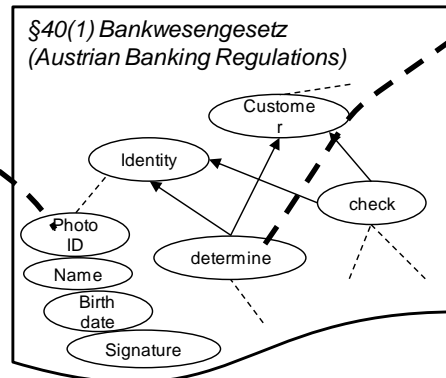 §40(1) Bankwesengesetz
(Austrian Banking Regulations)
Custome
r
Identity
check
Photo
ID
determine
Name
Birth
date
Signature